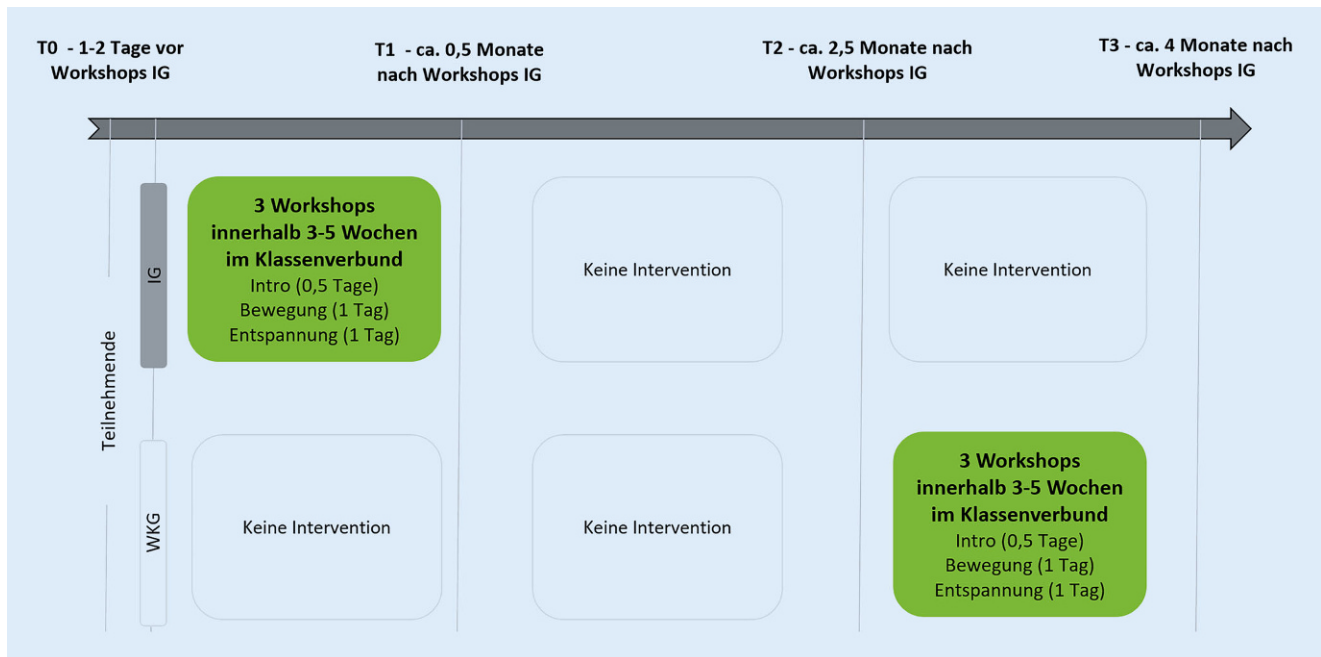 T0 - 1-2 Tage vor
Workshops IG
T1 - ca. 0,5 Monate
nach Workshops IG
T2 - ca. 2,5 Monate nach
Workshops IG
T3 - ca. 4 Monate nach
Workshops IG
Teilnehmende
IG
3 Workshops
innerhalb 3-5 Wochen
im Klassenverbund
Intro (0,5 Tage)
Bewegung (1 Tag)
Entspannung (1 Tag)
Keine Intervention
Keine Intervention
WKG
Keine Intervention
Keine Intervention
3 Workshops
innerhalb 3-5 Wochen
im Klassenverbund
Intro (0,5 Tage)
Bewegung (1 Tag)
Entspannung (1 Tag)